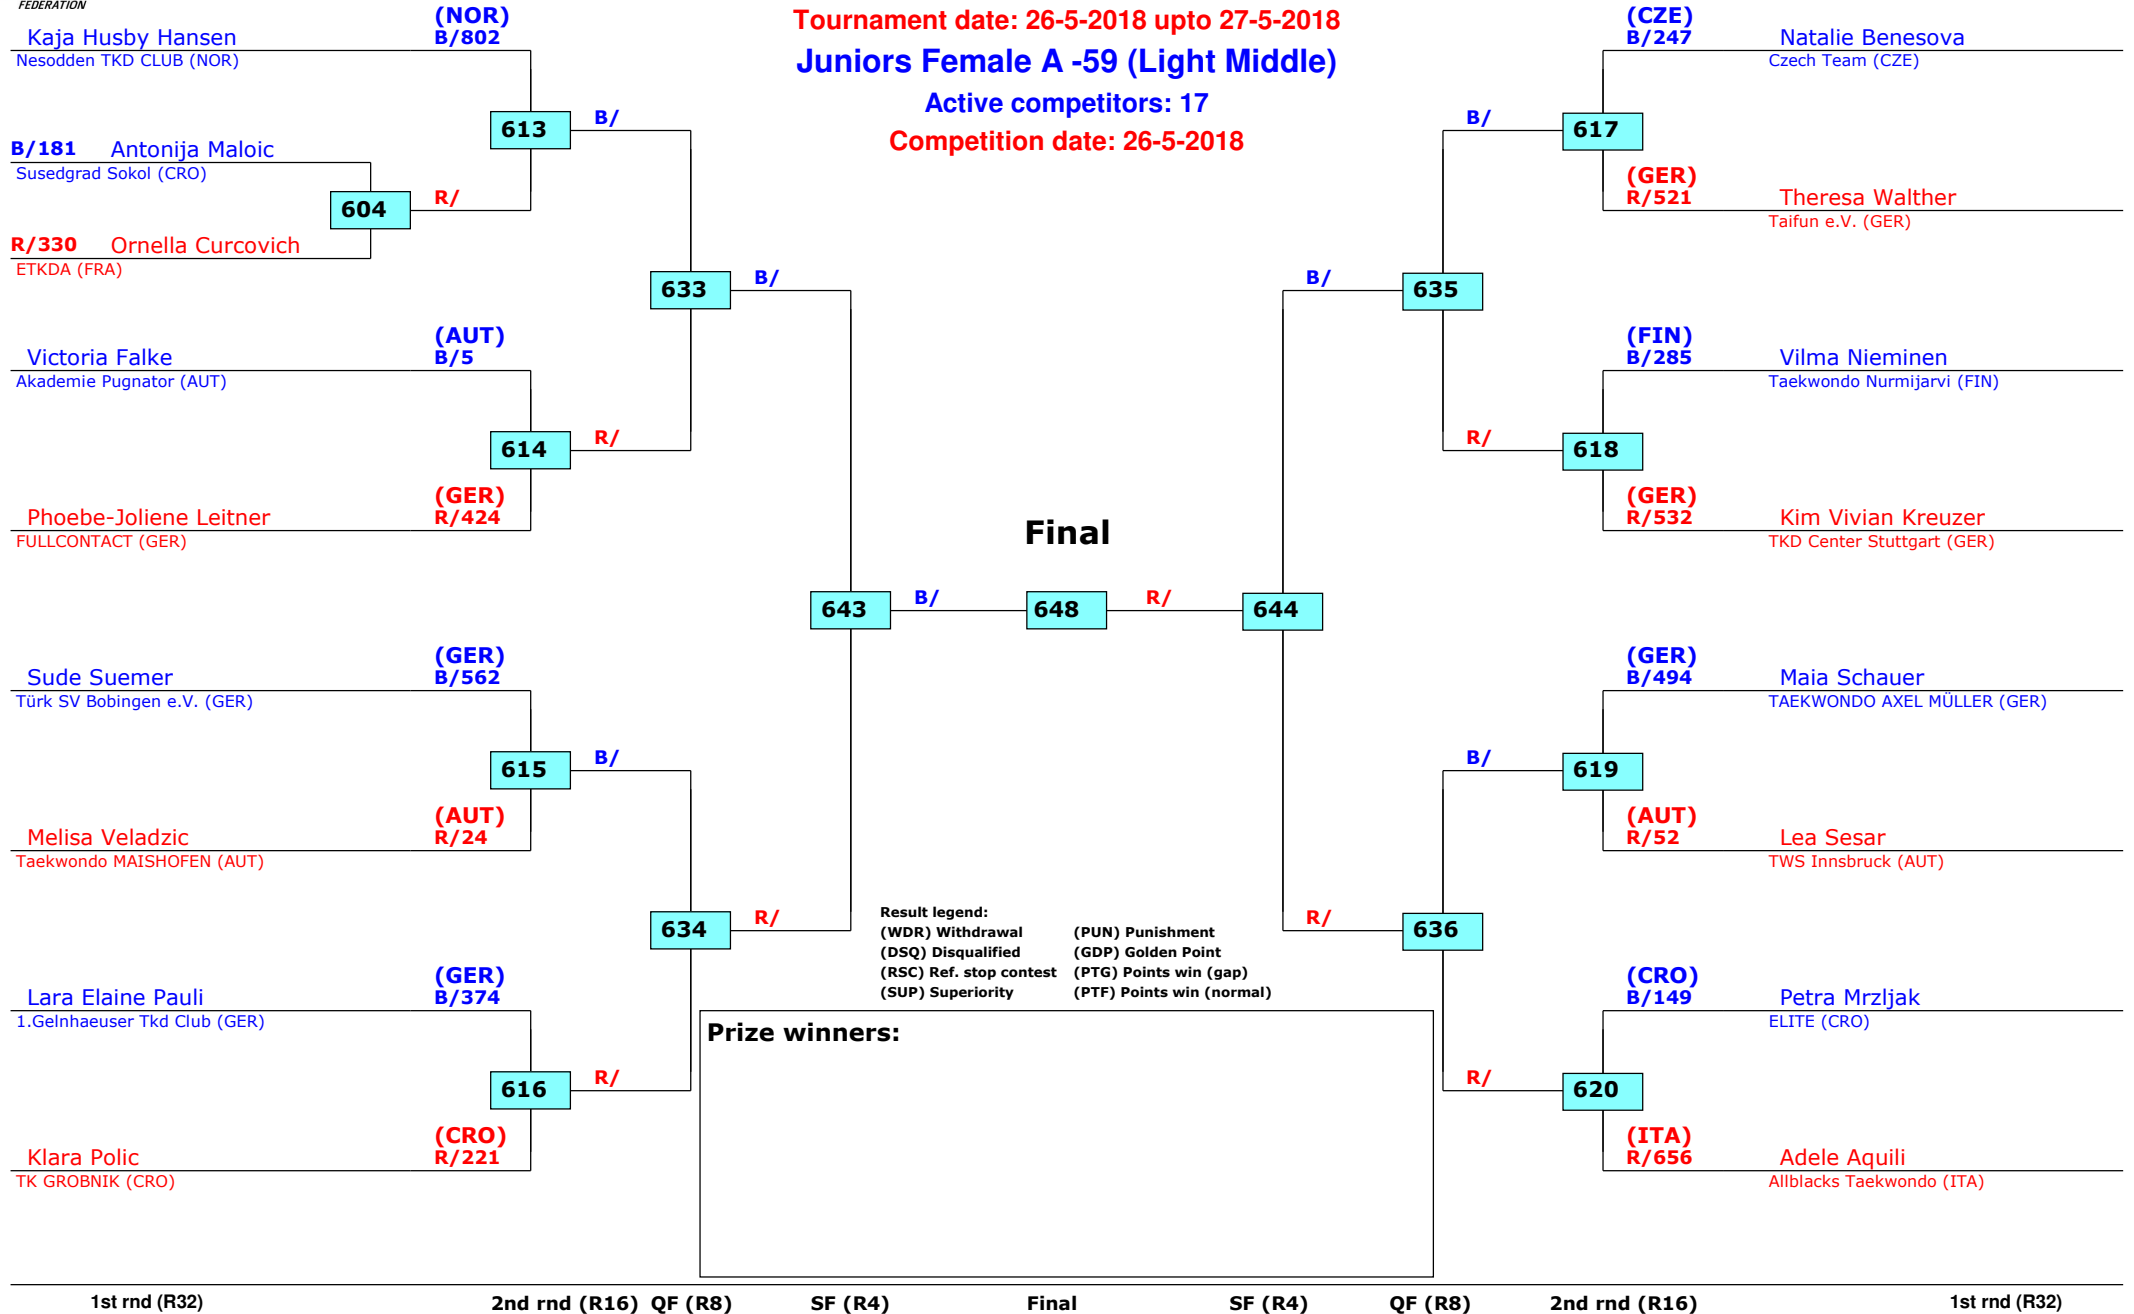 FEDERATION
Tournament date: 26-5-2018 upto 27-5-2018
Juniors Female A -59 (Light Middle)
Active competitors: 17
Competition date: 26-5-2018
(NOR)
Kaja Husby Hansen B/802
Nesodden TKD CLUB (NOR)
613 B/
B/181 Antonija Maloic
Susedgrad Sokol (CRO)
604 R/
R/330 Ornella Curcovich
ETKDA (FRA)
633 B/
(AUT)
Victoria Falke B/5
Akademie Pugnator (AUT)
614 R/
(GER)
Phoebe-Joliene Leitner R/424
FULLCONTACT (GER)
643 B/
(GER)
Sude Suemer B/562
Türk SV Bobingen e.V. (GER)
615 B/
(AUT)
Melisa Veladzic R/24
Taekwondo MAISHOFEN (AUT)
634 R/
(GER)
Lara Elaine Pauli B/374
1.Gelnhaeuser Tkd Club (GER)
616 R/
(CRO)
Klara Polic R/221
TK GROBNIK (CRO)
Final
648
(CZE)
B/247 Natalie Benesova
Czech Team (CZE)
B/ 617
(GER)
R/521 Theresa Walther
Taifun e.V. (GER)
B/ 635
(FIN)
B/285 Vilma Nieminen
Taekwondo Nurmijarvi (FIN)
R/ 618
(GER)
R/532 Kim Vivian Kreuzer
TKD Center Stuttgart (GER)
R/ 644
(GER)
B/494 Maia Schauer
TAEKWONDO AXEL MÜLLER (GER)
B/ 619
(AUT)
R/52 Lea Sesar
TWS Innsbruck (AUT)
R/ 636
(CRO)
B/149 Petra Mrzljak
ELITE (CRO)
R/ 620
(ITA)
R/656 Adele Aquili
Allblacks Taekwondo (ITA)
Result legend:
(WDR) Withdrawal (PUN) Punishment
(DSQ) Disqualified (GDP) Golden Point
(RSC) Ref. stop contest (PTG) Points win (gap)
(SUP) Superiority (PTF) Points win (normal)
Prize winners:
1st rnd (R32) 2nd rnd (R16) QF (R8) SF (R4) Final SF (R4) QF (R8) 2nd rnd (R16) 1st rnd (R32)